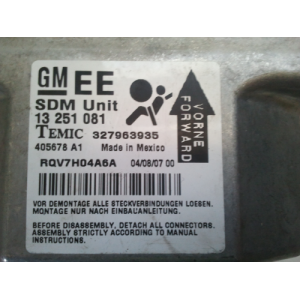 GM EE
SDM Unit
13 251 081
TEMIC 327963935
405678 A1 Made in Mexico
RQV7H04A6A 04/08/07 00
VORNE
FORWARD
VOR DEMONTAGE ALLE STECKVERBINDUNGEN LOESEN.
MONTAGE NUR NACH EINBAUANLEITUNG.
BEFORE DISASSEMBLY, DETACH ALL CONNECTORS.
ASSEMBLY STRICTLY ACCORDING TO MANUAL
INSTRUCTIONS.